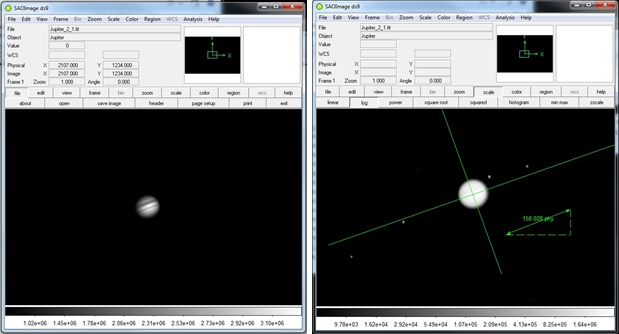 SAOImage ds9
File Edit View Frame Bin Zoom Scale Color Region WCS Analysis Help
File Jupiter_2_1.fit
Object Jupiter
Value 0
WCS
Physical X 2107.000 Y 1234.000
Image X 2107.000 Y 1234.000
Frame 1 Zoom 1.000 Angle 0.000
file edit view frame bin zoom scale color region wcs help
about open save image header page setup print exit
X
Y
1.02e+06 1.45e+06 1.78e+06 2.06e+06 2.31e+06 2.53e+06 2.73e+06 2.92e+06 3.10e+06
SAOImage ds9
File Edit View Frame Bin Zoom Scale Color Region WCS Analysis Help
File Jupiter_2_1.fit
Object Jupiter
Value
WCS
Physical X Y
Image X Y
Frame 1 Zoom 1.000 Angle 0.000
file edit view frame bin zoom scale color region wcs help
linear log power square root squared histogram min max zscale
X
Y
158.028 phy
9.78e+03 1.62e+04 2.92e+04 5.49e+04 1.07e+05 2.09e+05 4.13e+05 8.25e+05 1.64e+06